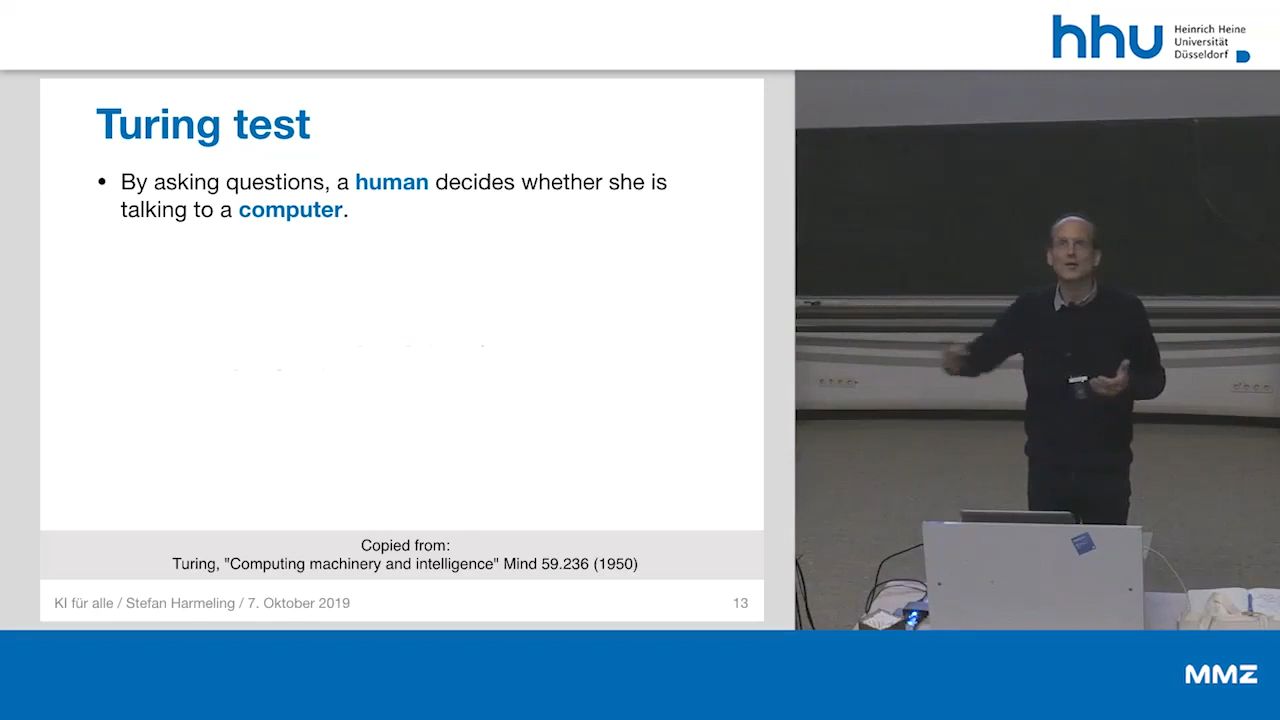 hhu
Heinrich Heine
Universität
Düsseldorf
Turing test
• By asking questions, a human decides whether she is
talking to a computer.
Copied from:
Turing, "Computing machinery and intelligence" Mind 59.236 (1950)
KI für alle / Stefan Harmeling / 7. Oktober 2019
13
MMZ